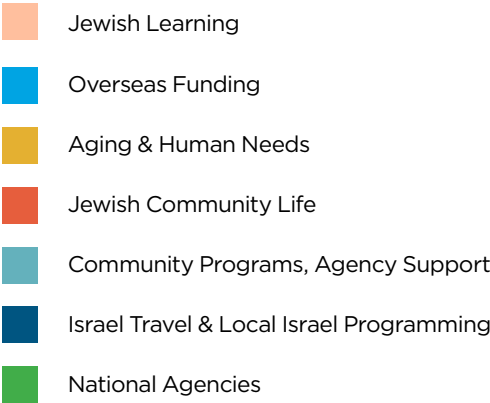 Jewish Learning
Overseas Funding
Aging & Human Needs
Jewish Community Life
Community Programs, Agency Support
Israel Travel & Local Israel Programming
National Agencies